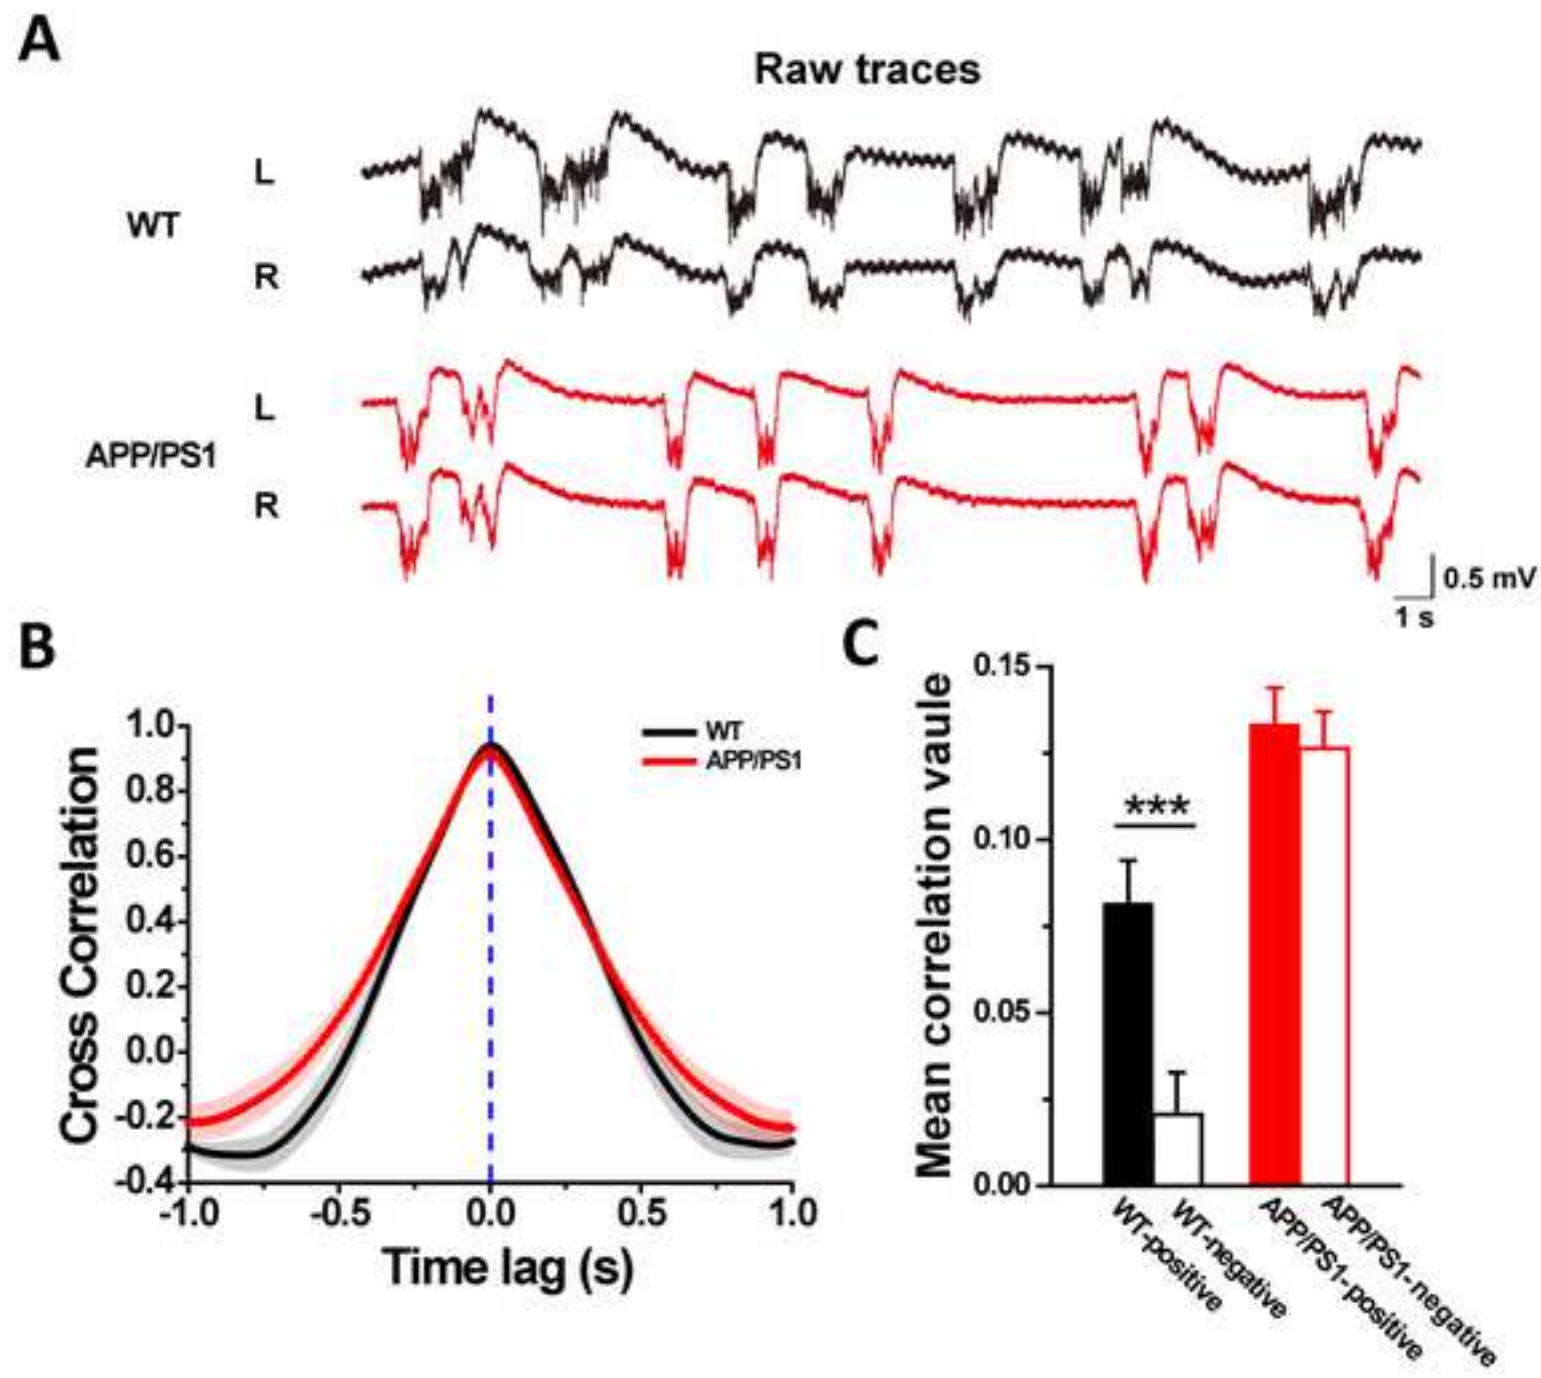 A
Raw traces
L
WT
R
L
APP/PS1
R
0.5 mV
1 s
B
C
1.0
0.8
0.6
0.4
0.2
0.0
-0.2
-0.4
Cross Correlation
-1.0 -0.5 0.0 0.5 1.0
Time lag (s)
WT
APP/PS1
0.15
0.10
0.05
0.00
Mean correlation vaule
***
WT-positive
WT-negative
APP/PS1-positive
APP/PS1-negative